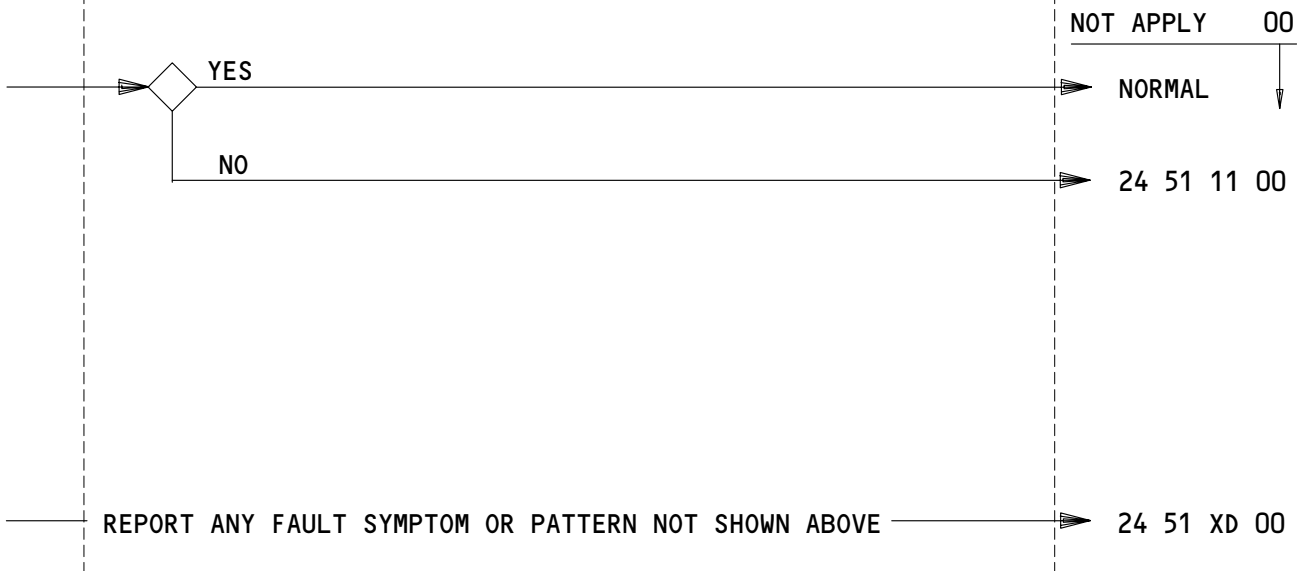 NOT APPLY 00
YES
NORMAL
NO
24 51 11 00
REPORT ANY FAULT SYMPTOM OR PATTERN NOT SHOWN ABOVE
24 51 XD 00